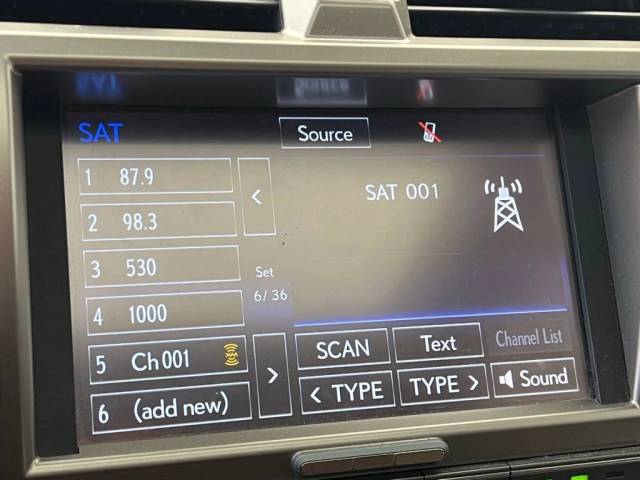 SAT
Source
1 87.9
2 98.3
3 530
4 1000
5 Ch 001
6 (add new)
<
Set
6/36
>
SAT 001
SCAN
Text
Channel List
< TYPE
TYPE >
Sound